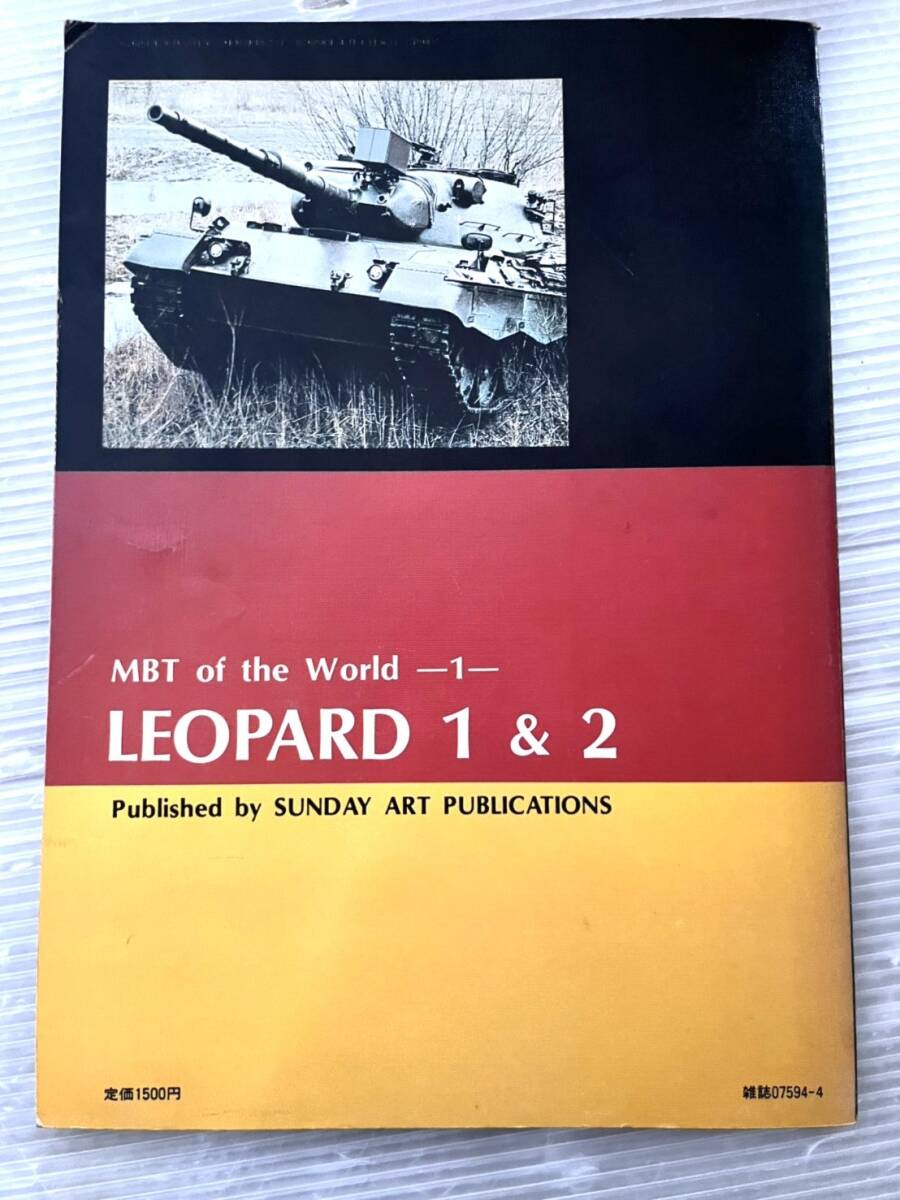 MBT of the World —1—
LEOPARD 1 & 2
Published by SUNDAY ART PUBLICATIONS
定価1500円
雑誌07594-4